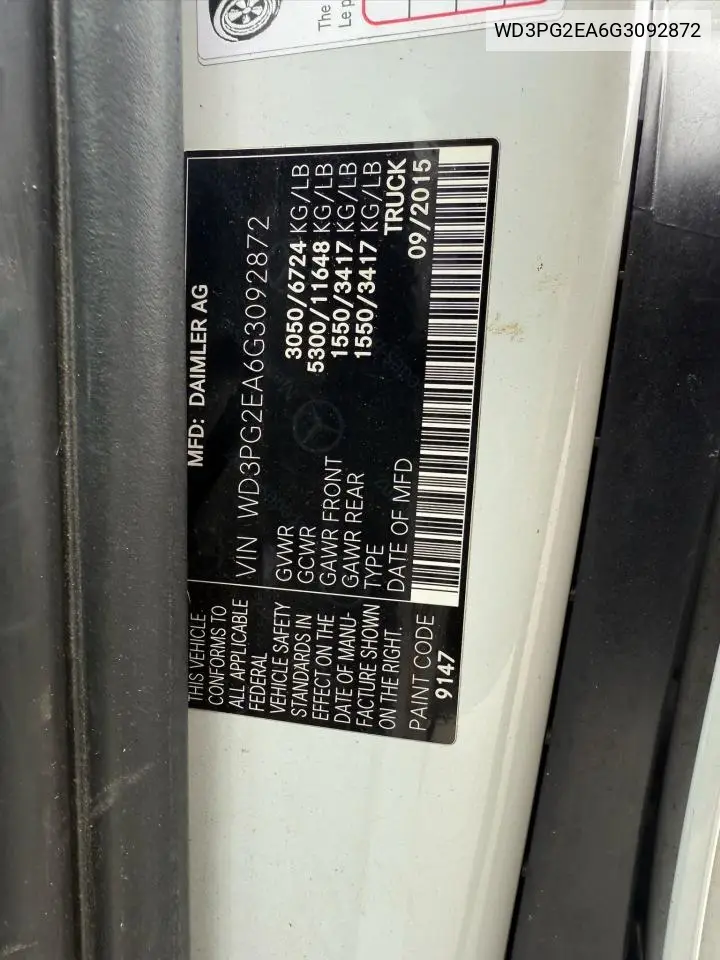 WD3PG2EA6G3092872
The
Le p
MFD: DAIMLER AG
VIN WD3PG2EA6G3092872
GVWR 3050/6724 KG/LB
GCWR 5300/11648 KG/LB
GAWR FRONT 1550/3417 KG/LB
GAWR REAR 1550/3417 KG/LB
TYPE TRUCK
DATE OF MFD 09/2015
THIS VEHICLE
CONFORMS TO
ALL APPLICABLE
FEDERAL
VEHICLE SAFETY
STANDARDS IN
EFFECT ON THE
DATE OF MANU-
FACTURE SHOWN
ON THE RIGHT.
PAINT CODE
9147